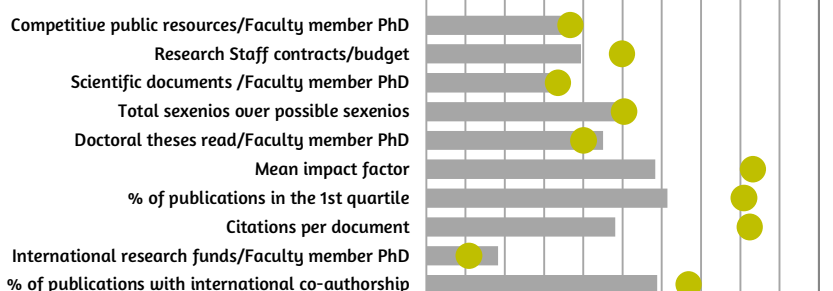 Competitive public resources/Faculty member PhD
Research Staff contracts/budget
Scientific documents /Faculty member PhD
Total sexenios over possible sexenios
Doctoral theses read/Faculty member PhD
Mean impact factor
% of publications in the 1st quartile
Citations per document
International research funds/Faculty member PhD
% of publications with international co-authorship